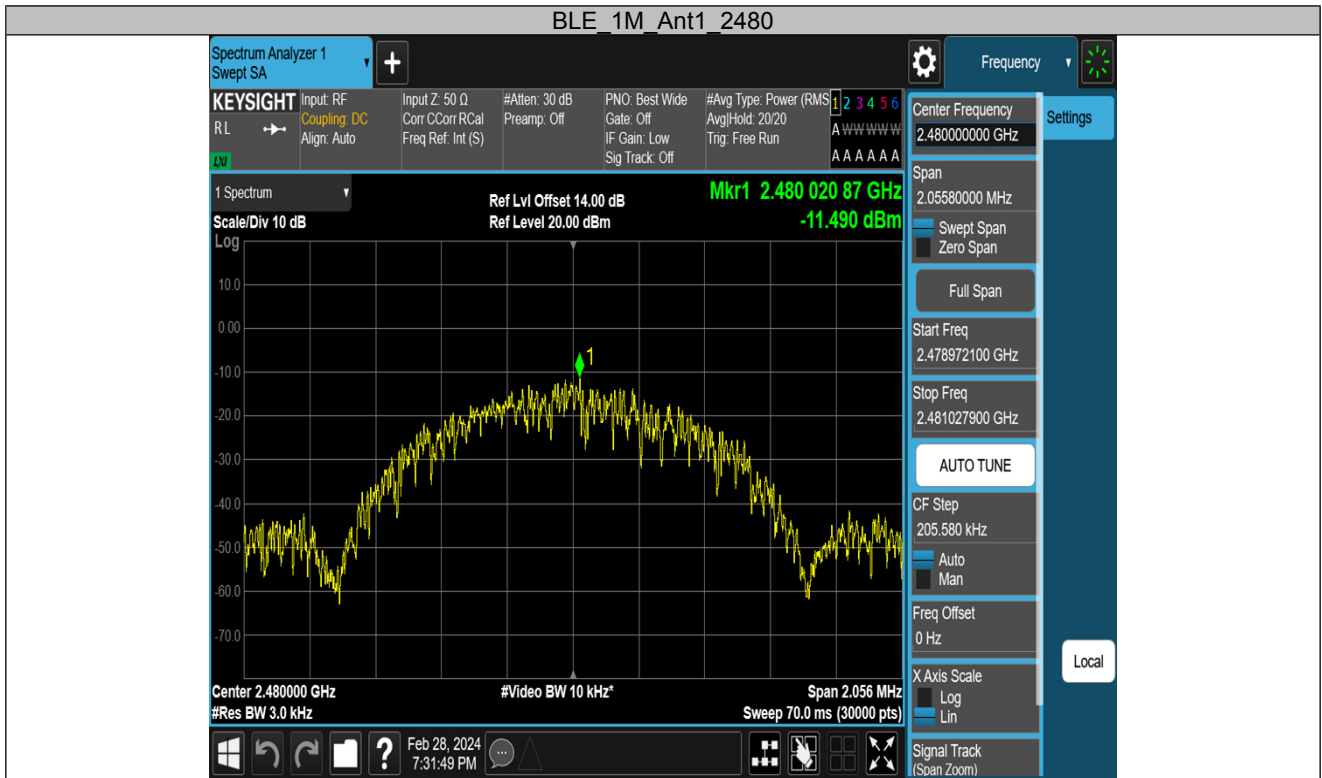 BLE_1M_Ant1_2480
Spectrum Analyzer 1
Swept SA
+
Frequency
KEYSIGHT
RL
LXI
Input: RF
Coupling: DC
Align: Auto
Input Z: 50 Ω
Corr CCorr RCal
Freq Ref: Int (S)
#Atten: 30 dB
Preamp: Off
PNO: Best Wide
Gate: Off
IF Gain: Low
Sig Track: Off
#Avg Type: Power (RMS
Avg|Hold: 20/20
Trig: Free Run
1 2 3 4 5 6
A W W W W W
A A A A A A
1 Spectrum
Scale/Div 10 dB
Log
Ref Lvl Offset 14.00 dB
Ref Level 20.00 dBm
Mkr1 2.480 020 87 GHz
-11.490 dBm
10.0
0.00
-10.0
-20.0
-30.0
-40.0
-50.0
-60.0
-70.0
1
Center 2.480000 GHz
#Res BW 3.0 kHz
#Video BW 10 kHz*
Span 2.056 MHz
Sweep 70.0 ms (30000 pts)
Center Frequency
2.480000000 GHz
Settings
Span
2.05580000 MHz
Swept Span
Zero Span
Full Span
Start Freq
2.478972100 GHz
Stop Freq
2.481027900 GHz
AUTO TUNE
CF Step
205.580 kHz
Auto
Man
Freq Offset
0 Hz
X Axis Scale
Log
Lin
Local
Signal Track
(Span Zoom)
?
Feb 28, 2024
7:31:49 PM